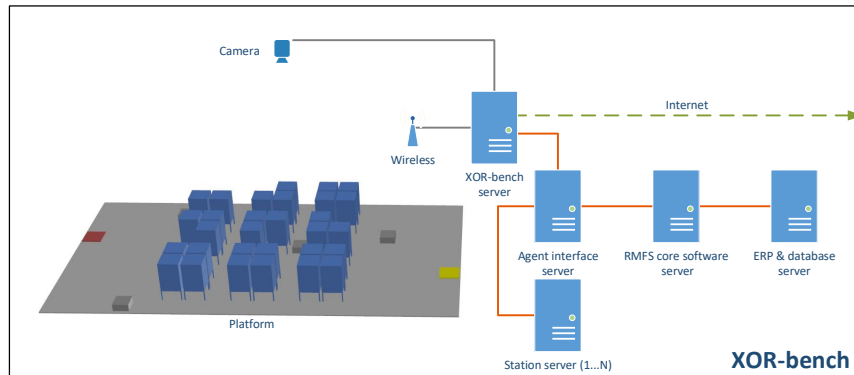 Camera
Internet
Wireless
XOR-bench
server
Agent interface
server
RMFS core software
server
ERP & database
server
Platform
Station server (1...N)
XOR-bench